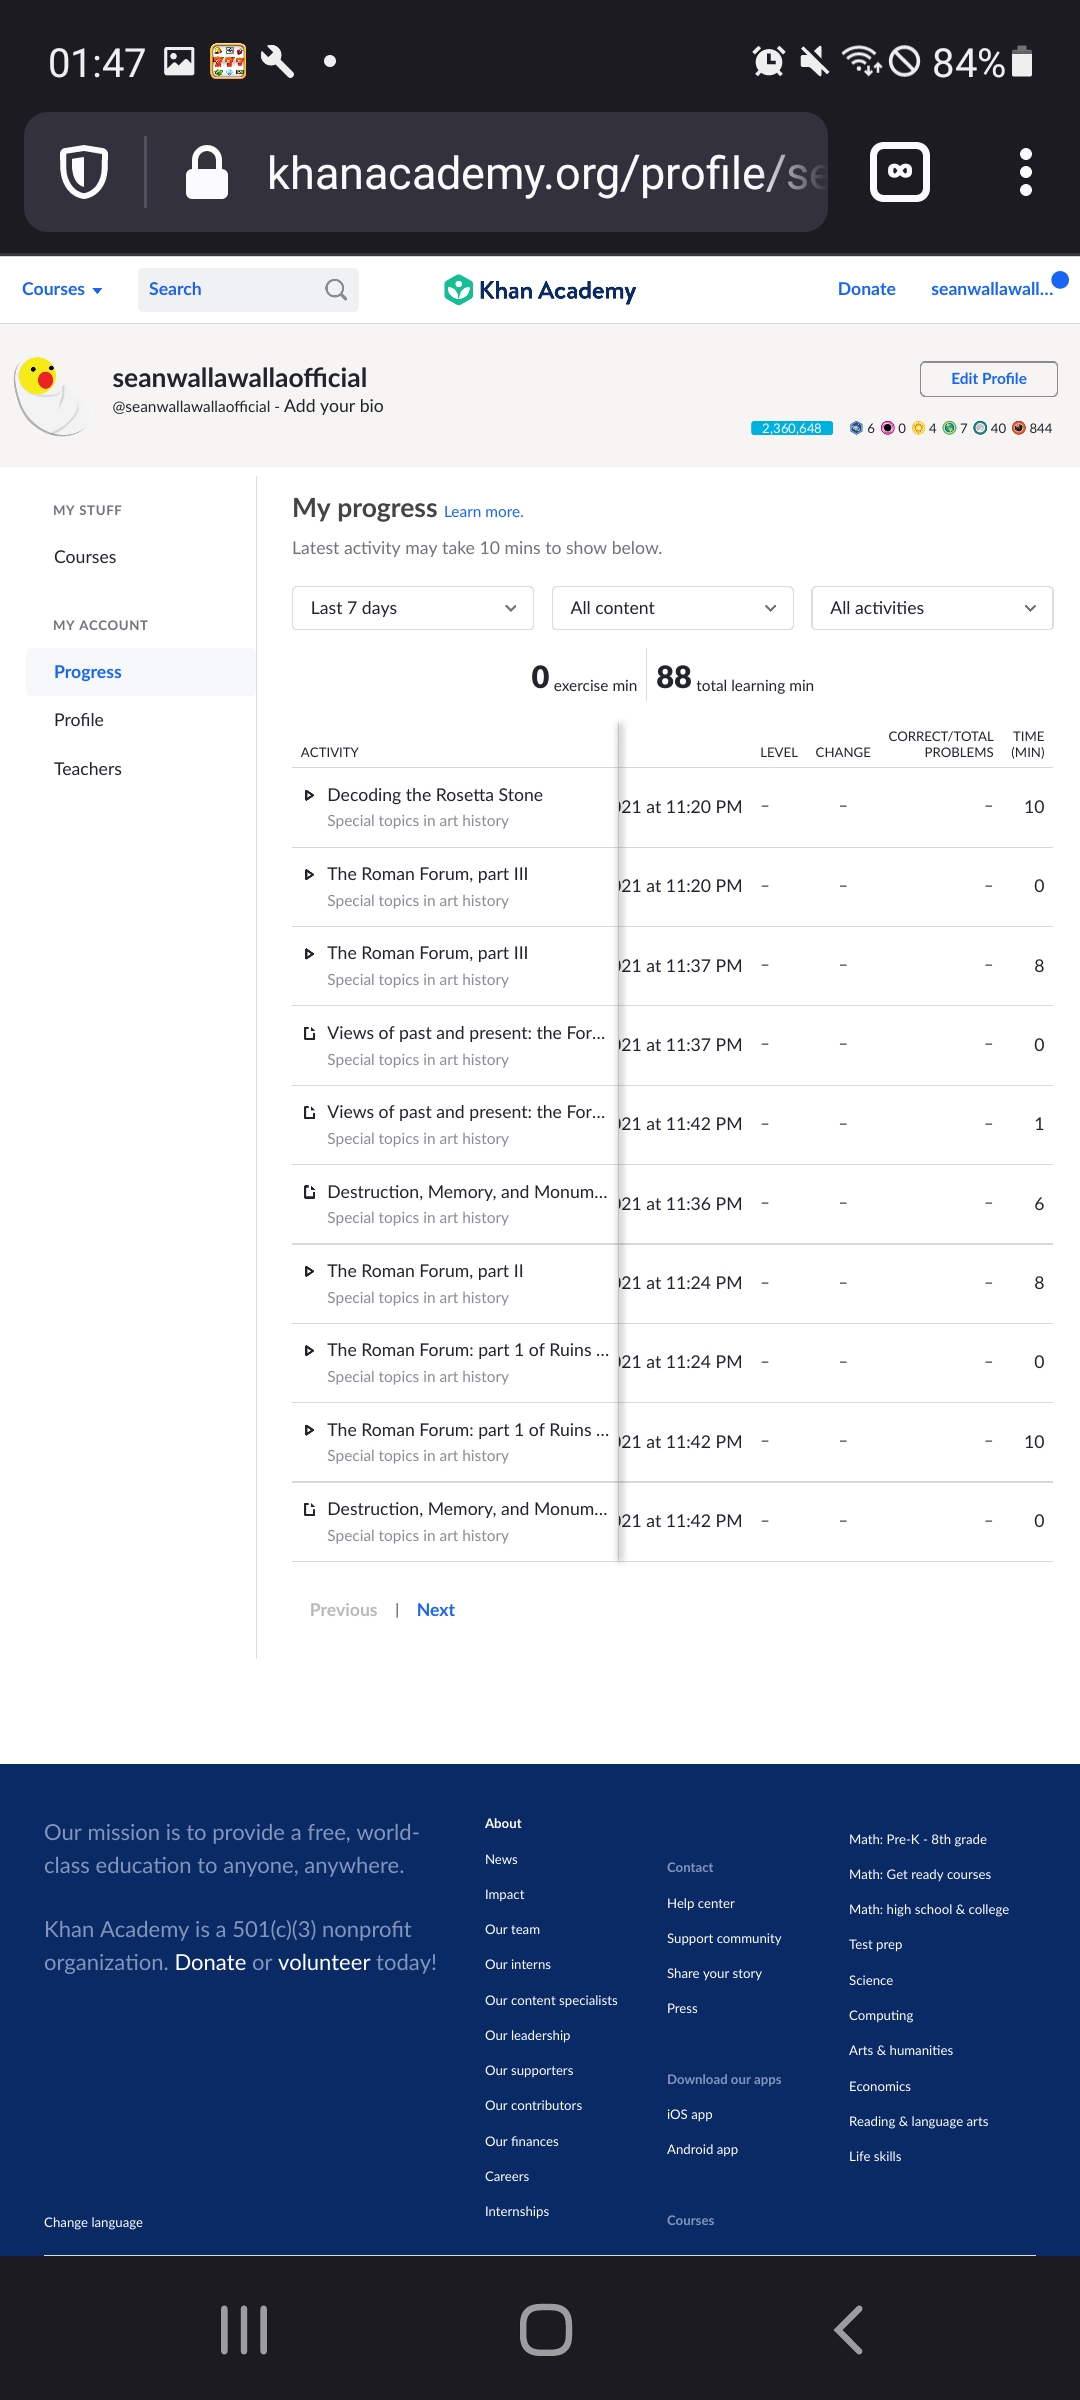 01:47
84%
khanacademy.org/profile/se
Courses
Search
Khan Academy
Donate
seanwallawall...
seanwallawallaofficial
@seanwallawallaofficial - Add your bio
Edit Profile
2,360,648 6 0 4 7 40 844
MY STUFF
Courses
MY ACCOUNT
Progress
Profile
Teachers
My progress Learn more.
Latest activity may take 10 mins to show below.
Last 7 days
All content
All activities
0 exercise min 88 total learning min
ACTIVITY LEVEL CHANGE CORRECT/TOTAL PROBLEMS TIME (MIN)
Decoding the Rosetta Stone
Special topics in art history
21 at 11:20 PM – – – 10
The Roman Forum, part III
Special topics in art history
21 at 11:20 PM – – – 0
The Roman Forum, part III
Special topics in art history
21 at 11:37 PM – – – 8
Views of past and present: the For...
Special topics in art history
21 at 11:37 PM – – – 0
Views of past and present: the For...
Special topics in art history
21 at 11:42 PM – – – 1
Destruction, Memory, and Monum...
Special topics in art history
21 at 11:36 PM – – – 6
The Roman Forum, part II
Special topics in art history
21 at 11:24 PM – – – 8
The Roman Forum: part 1 of Ruins ...
Special topics in art history
21 at 11:24 PM – – – 0
The Roman Forum: part 1 of Ruins ...
Special topics in art history
21 at 11:42 PM – – – 10
Destruction, Memory, and Monum...
Special topics in art history
21 at 11:42 PM – – – 0
Previous | Next
Our mission is to provide a free, world-
class education to anyone, anywhere.
Khan Academy is a 501(c)(3) nonprofit
organization. Donate or volunteer today!
Change language
About
News
Impact
Our team
Our interns
Our content specialists
Our leadership
Our supporters
Our contributors
Our finances
Careers
Internships
Contact
Help center
Support community
Share your story
Press
Download our apps
iOS app
Android app
Courses
Math: Pre-K - 8th grade
Math: Get ready courses
Math: high school & college
Test prep
Science
Computing
Arts & humanities
Economics
Reading & language arts
Life skills